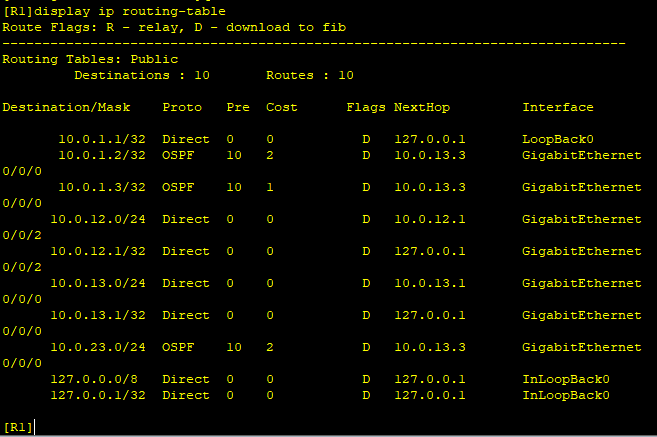 [R1]display ip routing-table
Route Flags: R - relay, D - download to fib
------------------------------------------------------------------------------
Routing Tables: Public
         Destinations : 10       Routes : 10

Destination/Mask    Proto   Pre  Cost      Flags NextHop         Interface

       10.0.1.1/32  Direct  0    0           D   127.0.0.1       LoopBack0
       10.0.1.2/32  OSPF    10   2           D   10.0.13.3       GigabitEthernet
0/0/0
       10.0.1.3/32  OSPF    10   1           D   10.0.13.3       GigabitEthernet
0/0/0
      10.0.12.0/24  Direct  0    0           D   10.0.12.1       GigabitEthernet
0/0/2
      10.0.12.1/32  Direct  0    0           D   127.0.0.1       GigabitEthernet
0/0/2
      10.0.13.0/24  Direct  0    0           D   10.0.13.1       GigabitEthernet
0/0/0
      10.0.13.1/32  Direct  0    0           D   127.0.0.1       GigabitEthernet
0/0/0
      10.0.23.0/24  OSPF    10   2           D   10.0.13.3       GigabitEthernet
0/0/0
      127.0.0.0/8   Direct  0    0           D   127.0.0.1       InLoopBack0
      127.0.0.1/32  Direct  0    0           D   127.0.0.1       InLoopBack0

[R1]